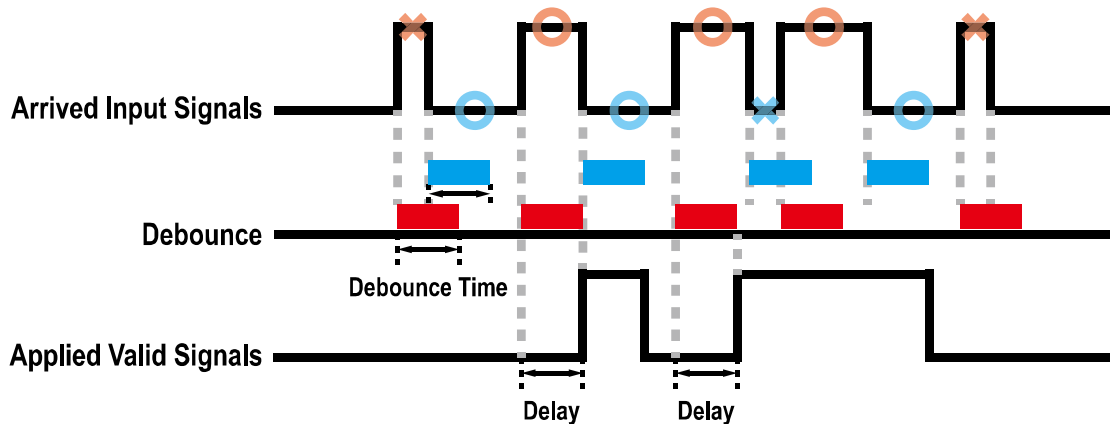 Arrived Input Signals
Debounce
Debounce Time
Applied Valid Signals
Delay
Delay